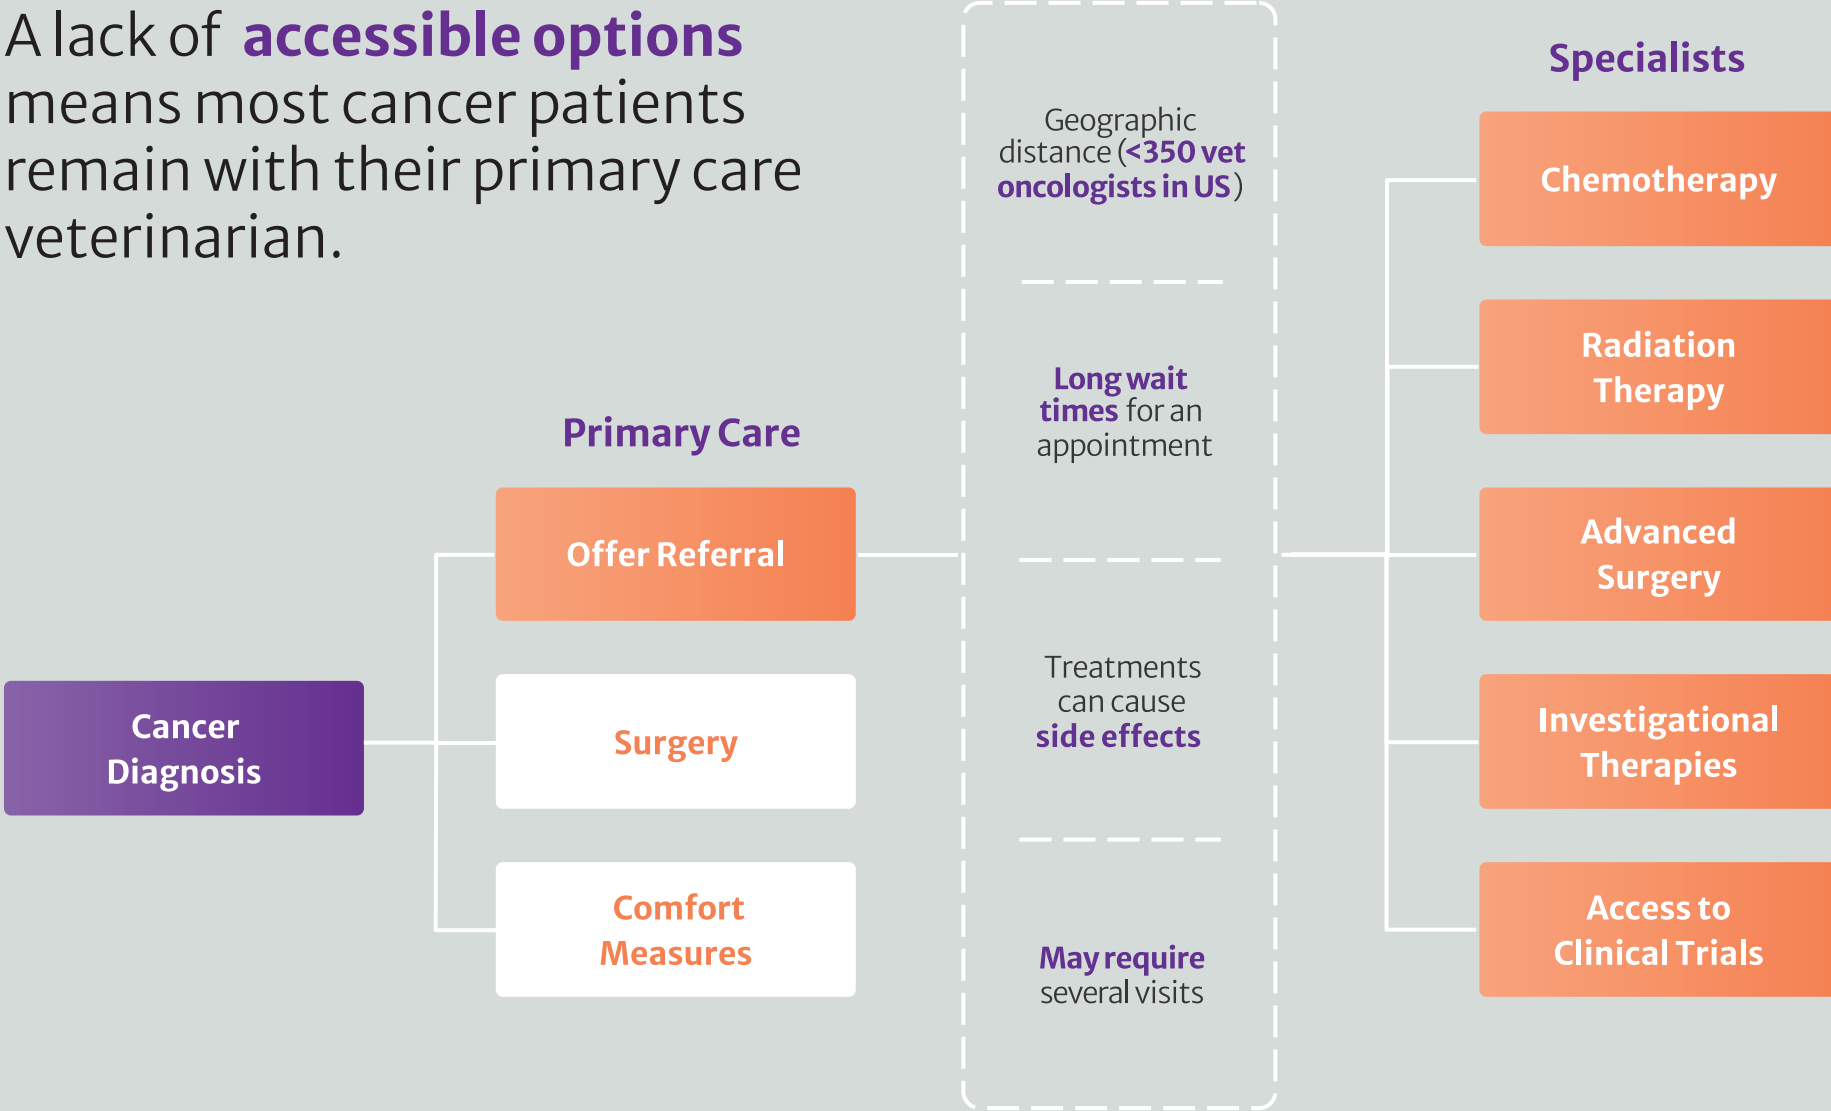 A lack of accessible options
means most cancer patients
remain with their primary care
veterinarian.
Cancer
Diagnosis
Primary Care
Offer Referral
Surgery
Comfort
Measures
Geographic
distance (<350 vet
oncologists in US)
Long wait
times for an
appointment
Treatments
can cause
side effects
May require
several visits
Specialists
Chemotherapy
Radiation
Therapy
Advanced
Surgery
Investigational
Therapies
Access to
Clinical Trials